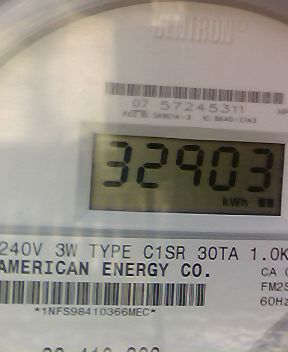 CENTRON
07 57245311
32903
kWh
240V 3W TYPE C1SR 30TA 1.0K
AMERICAN ENERGY CO.
CA
FM2S
60Hz
*1NFS98410366MEC*